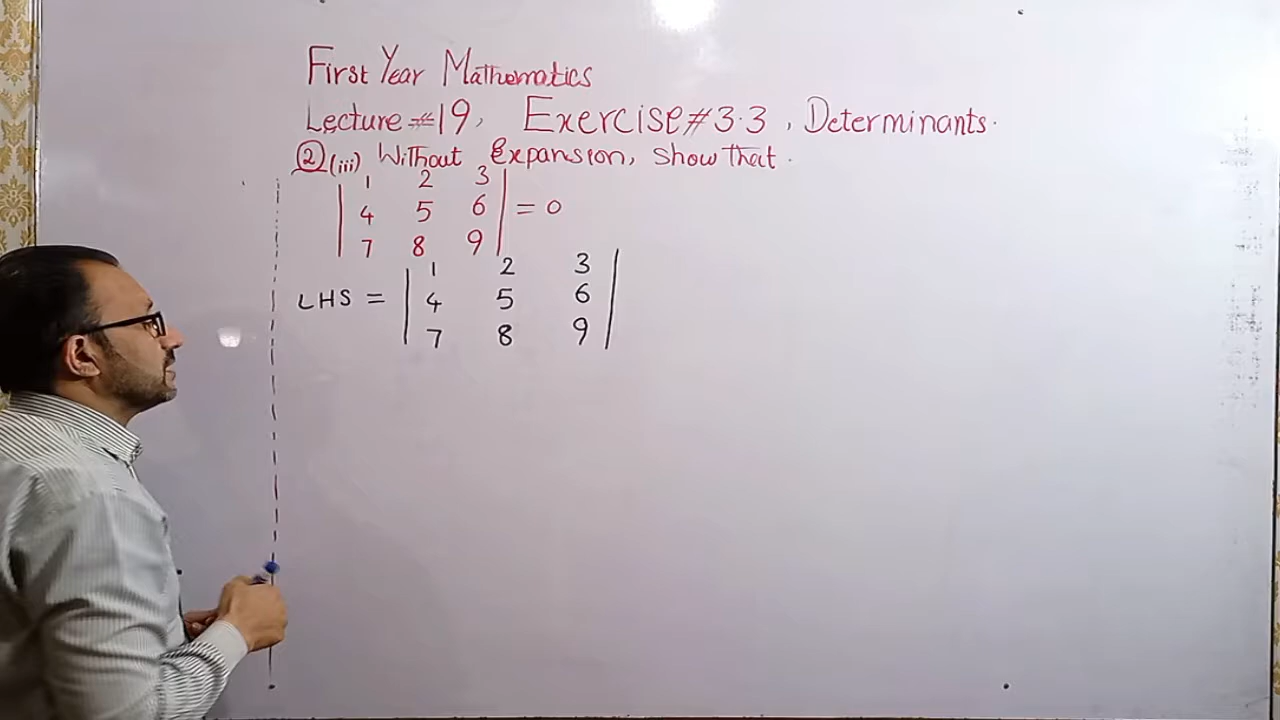 First Year Mathematics
Lecture #19, Exercise #3.3, Determinants.
② (iii) Without Expansion, show that.
| 1 2 3 |
| 4 5 6 | = 0
| 7 8 9 |
| 1 2 3 |
LHS = | 4 5 6 |
| 7 8 9 |